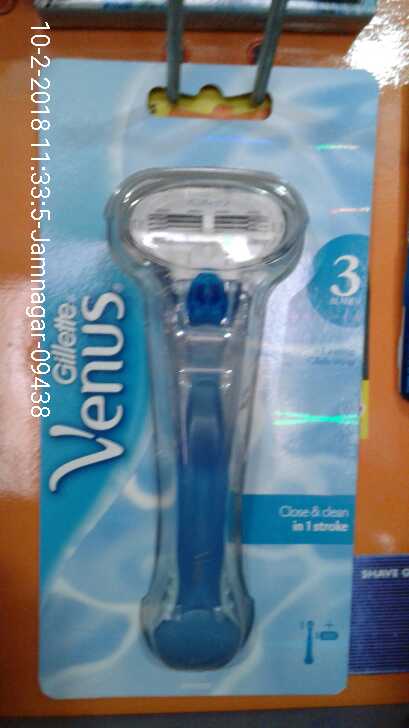 10-2-2018 11:33:5-Jamnagar-09438
Gillette
Venus
3
Close & clean
in 1 stroke
SHAVE G